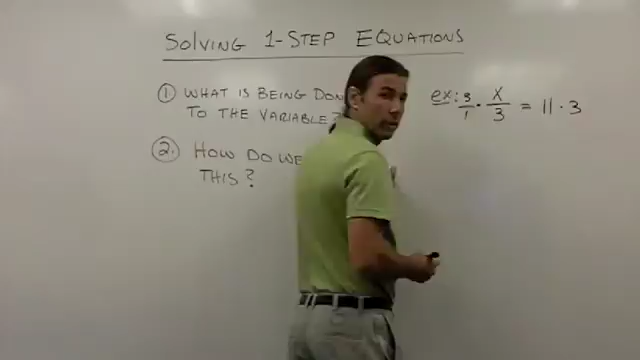 SOLVING 1-STEP EQUATIONS
① WHAT IS BEING
TO THE VARIABLE?
②. HOW DO WE
THIS?
ex: 3/1 · x/3 = 11 · 3